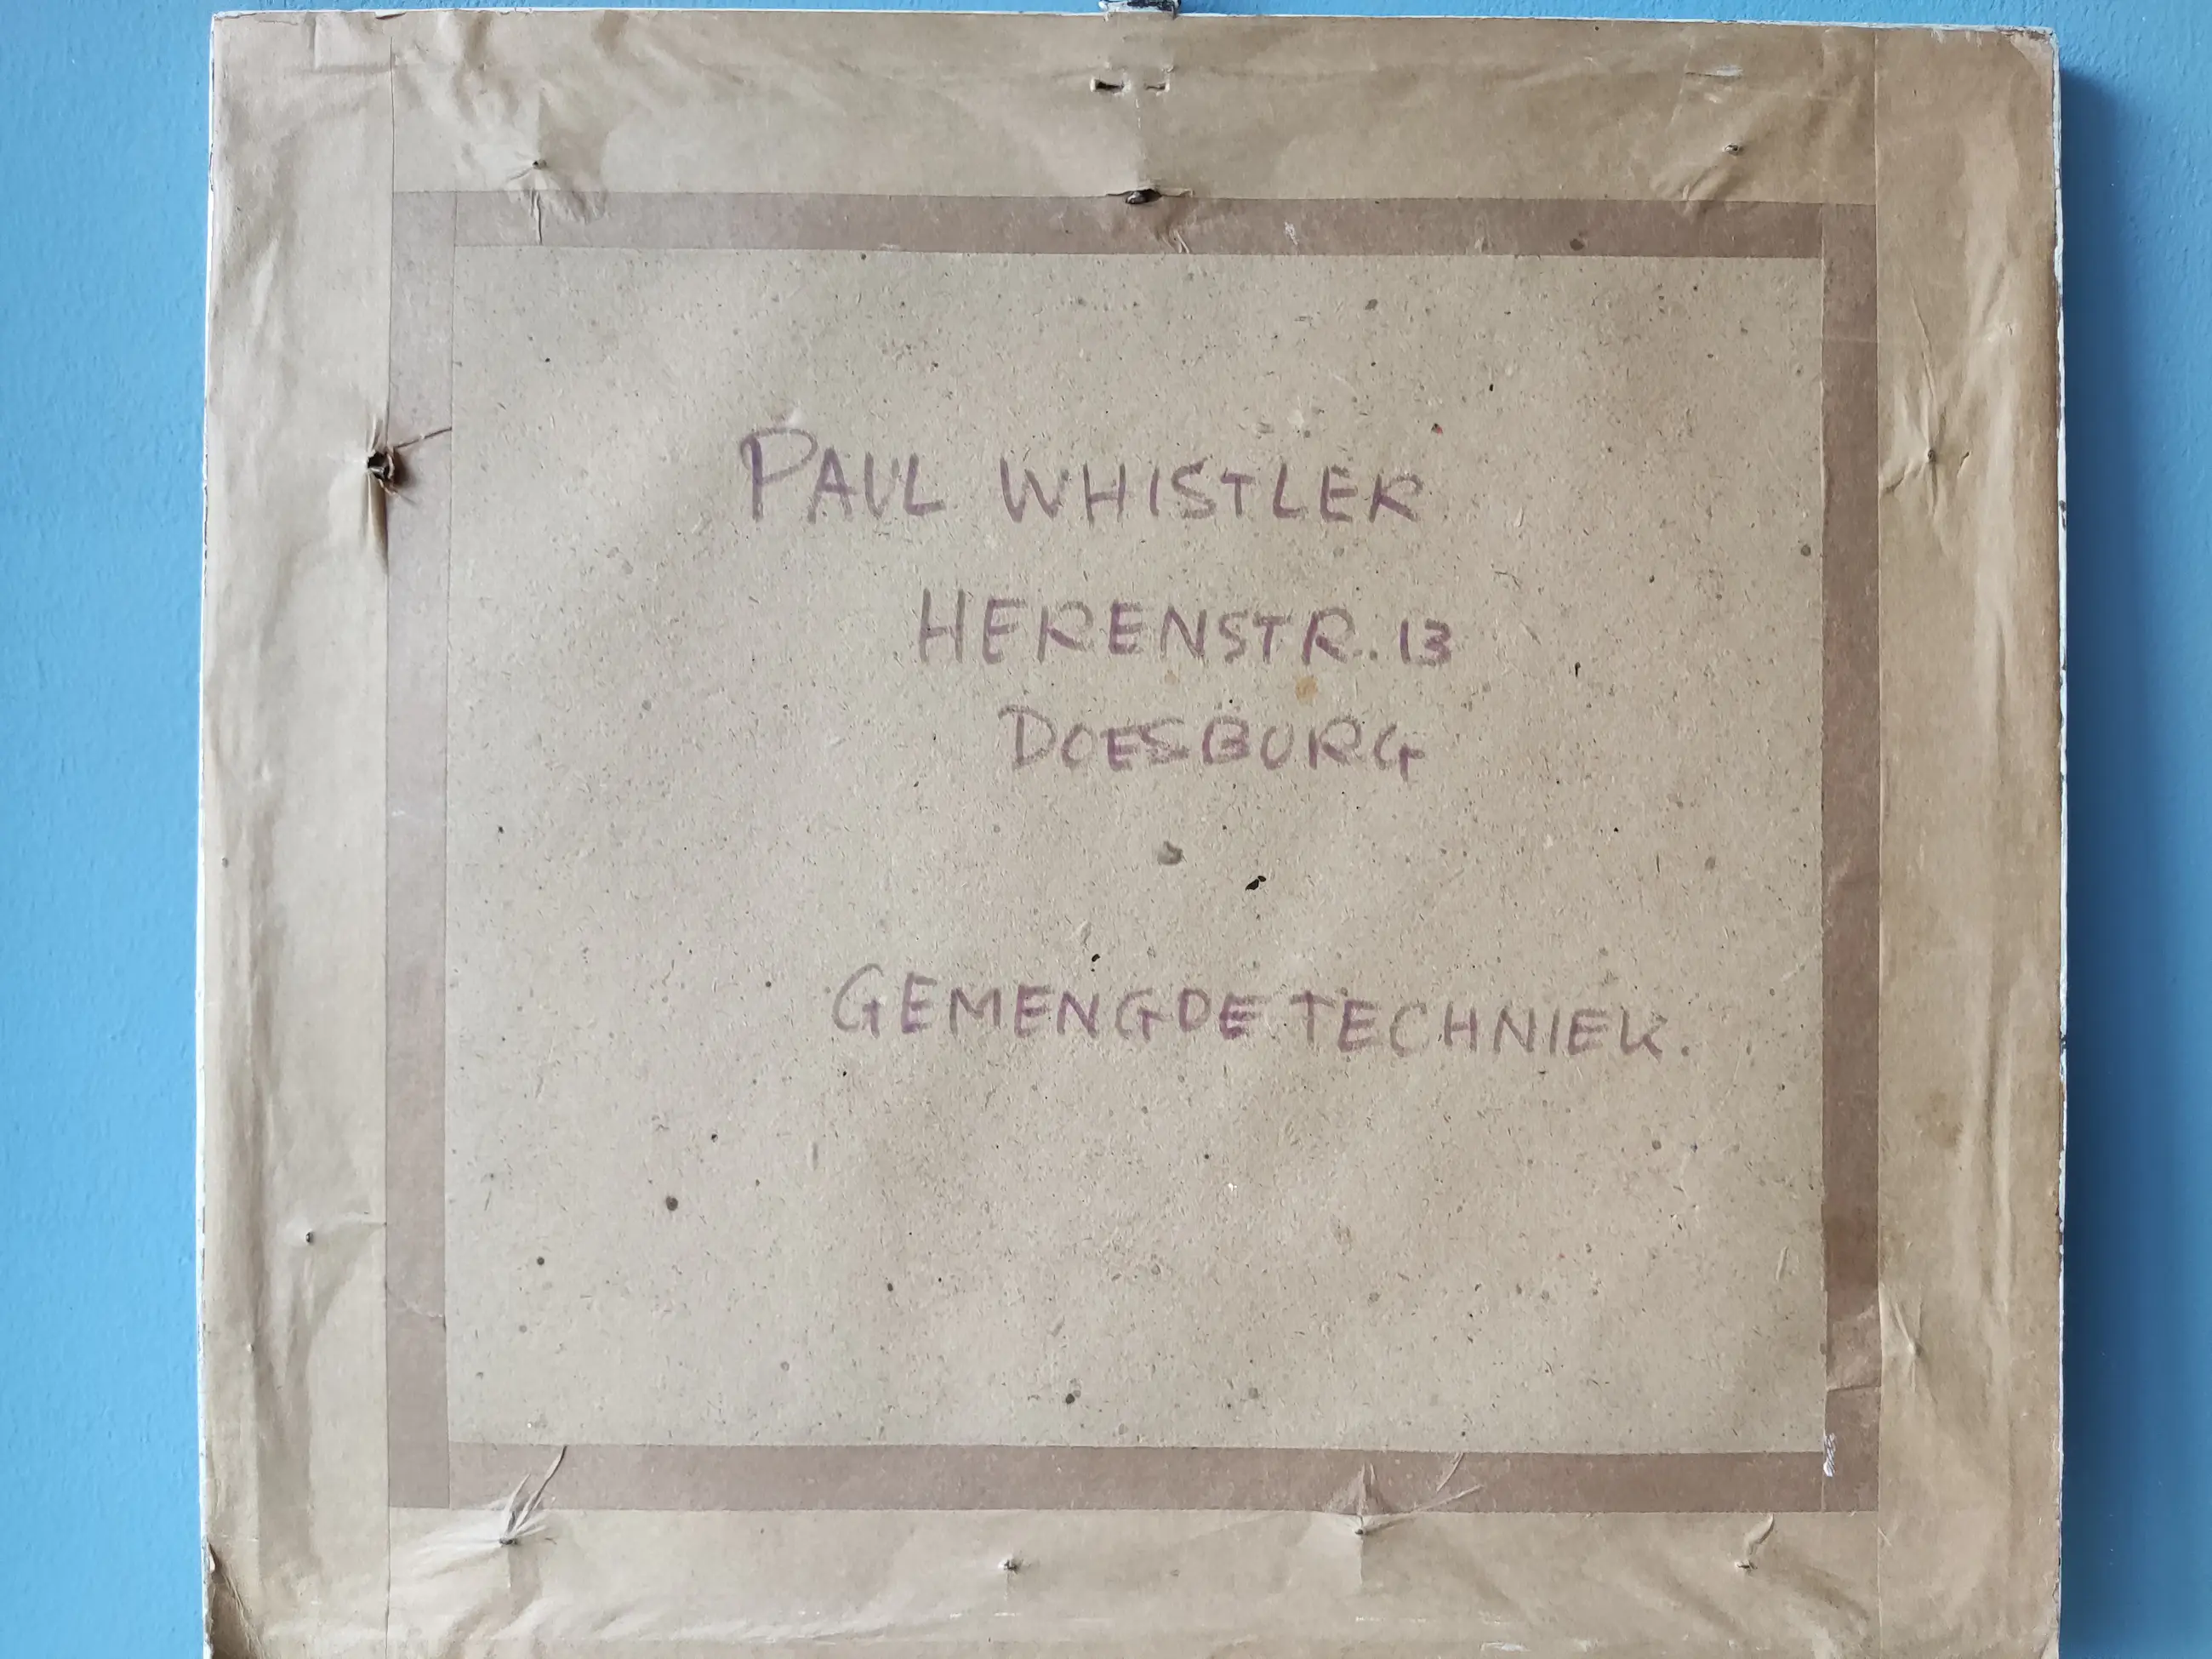 PAUL WHISTLER
HERENSTR. 13
DOESBURG
GEMENGDE TECHNIEK.